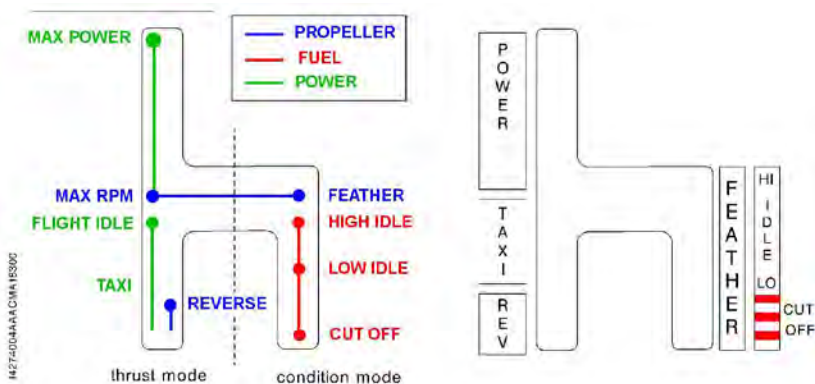 MAX POWER
PROPELLER
FUEL
POWER
MAX RPM
FEATHER
FLIGHT IDLE
HIGH IDLE
TAXI
LOW IDLE
REVERSE
CUT OFF
thrust mode
condition mode
POWER
TAXI
REV
FEATHER
HI IDLE LO
CUT
OFF